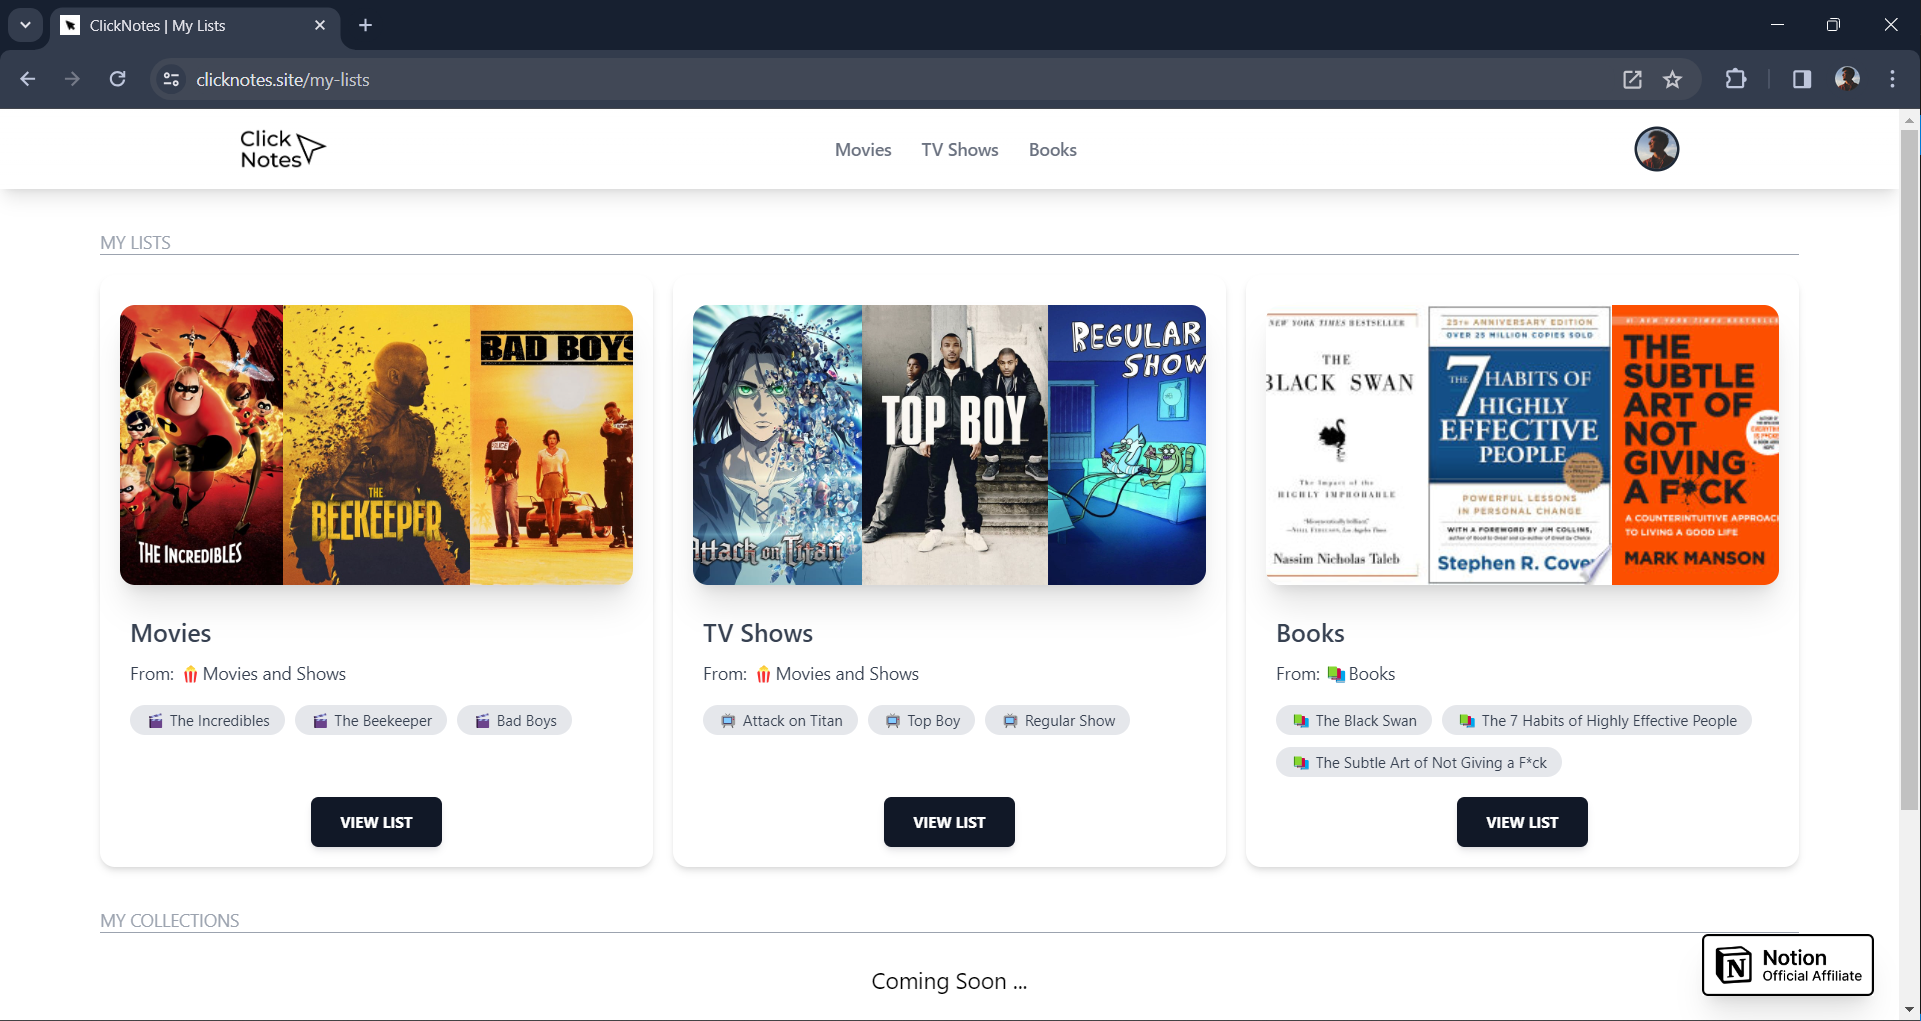 ClickNotes | My Lists
clicknotes.site/my-lists
Click
Notes
Movies
TV Shows
Books
MY LISTS
THE INCREDIBLES
THE
BEEKEEPER
BAD BOYS
Attack on Titan
TOP BOY
REGULAR
SHOW
NEW YORK TIMES BESTSELLER
THE
BLACK SWAN
The Impact of the
HIGHLY IMPROBABLE
Nassim Nicholas Taleb
25TH ANNIVERSARY EDITION
OVER 25 MILLION COPIES SOLD
THE 7 HABITS OF
HIGHLY
EFFECTIVE
PEOPLE
POWERFUL LESSONS
IN PERSONAL CHANGE
WITH A FOREWORD BY JIM COLLINS,
Stephen R. Cove
THE
SUBTLE
ART OF
NOT
GIVING
A F*CK
A COUNTERINTUITIVE APPROACH
TO LIVING A GOOD LIFE
MARK MANSON
Movies
From: Movies and Shows
The Incredibles
The Beekeeper
Bad Boys
VIEW LIST
TV Shows
From: Movies and Shows
Attack on Titan
Top Boy
Regular Show
VIEW LIST
Books
From: Books
The Black Swan
The 7 Habits of Highly Effective People
The Subtle Art of Not Giving a F*ck
VIEW LIST
MY COLLECTIONS
Coming Soon ...
Notion
Official Affiliate